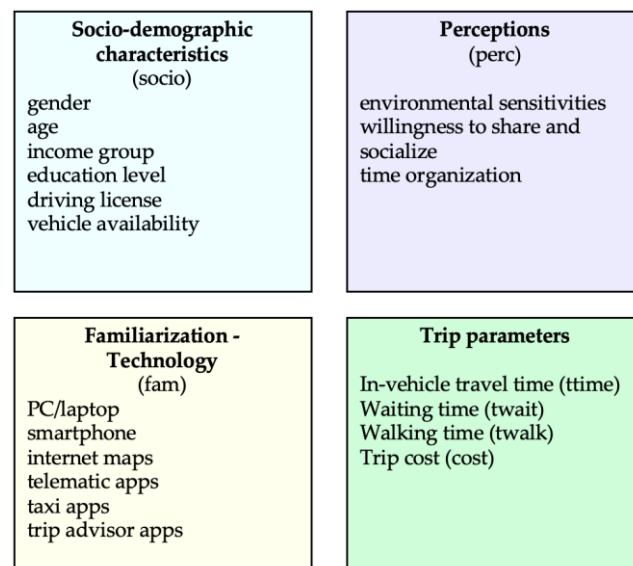 Socio-demographic
characteristics
(socio)
gender
age
income group
education level
driving license
vehicle availability
Perceptions
(perc)
environmental sensitivities
willingness to share and
socialize
time organization
Familiarization -
Technology
(fam)
PC/laptop
smartphone
internet maps
telematic apps
taxi apps
trip advisor apps
Trip parameters
In-vehicle travel time (ttime)
Waiting time (twait)
Walking time (twalk)
Trip cost (cost)